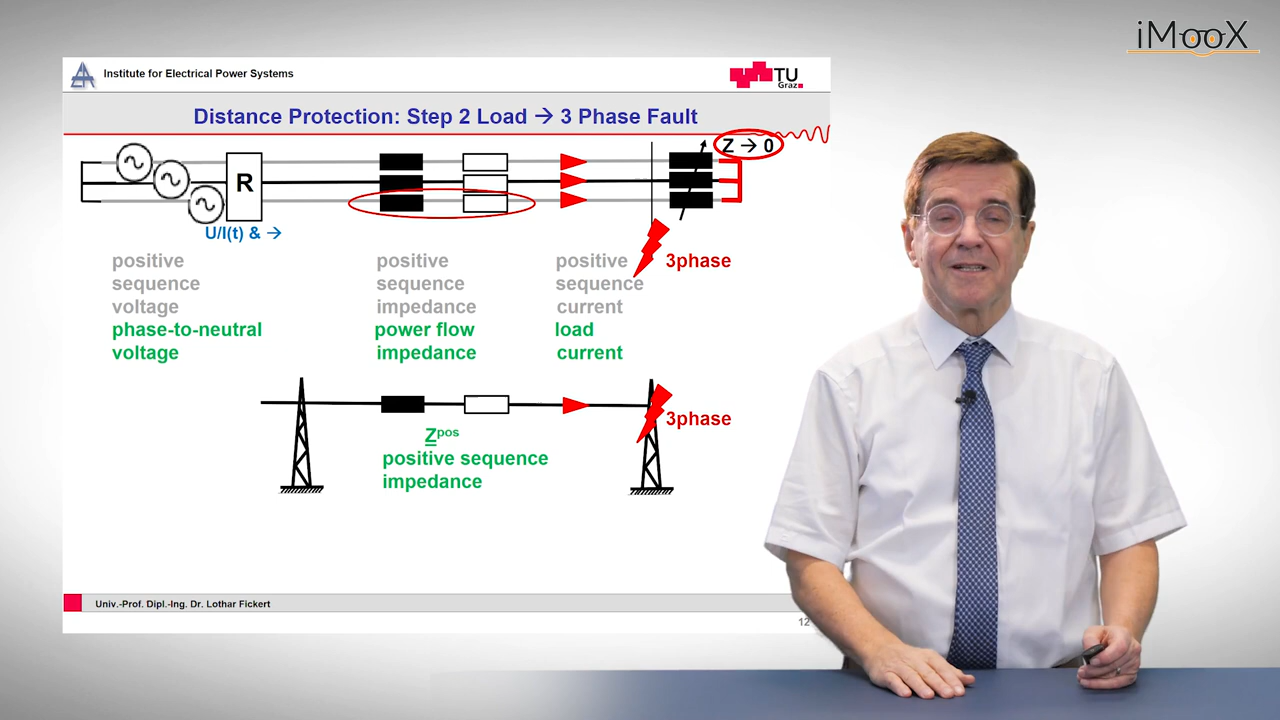 iMooX
Institute for Electrical Power Systems
TU
Graz
Distance Protection: Step 2 Load → 3 Phase Fault
Z → 0
R
U/I(t) & →
positive
sequence
voltage
phase-to-neutral
voltage
positive
sequence
impedance
power flow
impedance
positive
sequence
current
load
current
3phase
3phase
Zpos
positive sequence
impedance
Univ.-Prof. Dipl.-Ing. Dr. Lothar Fickert
12